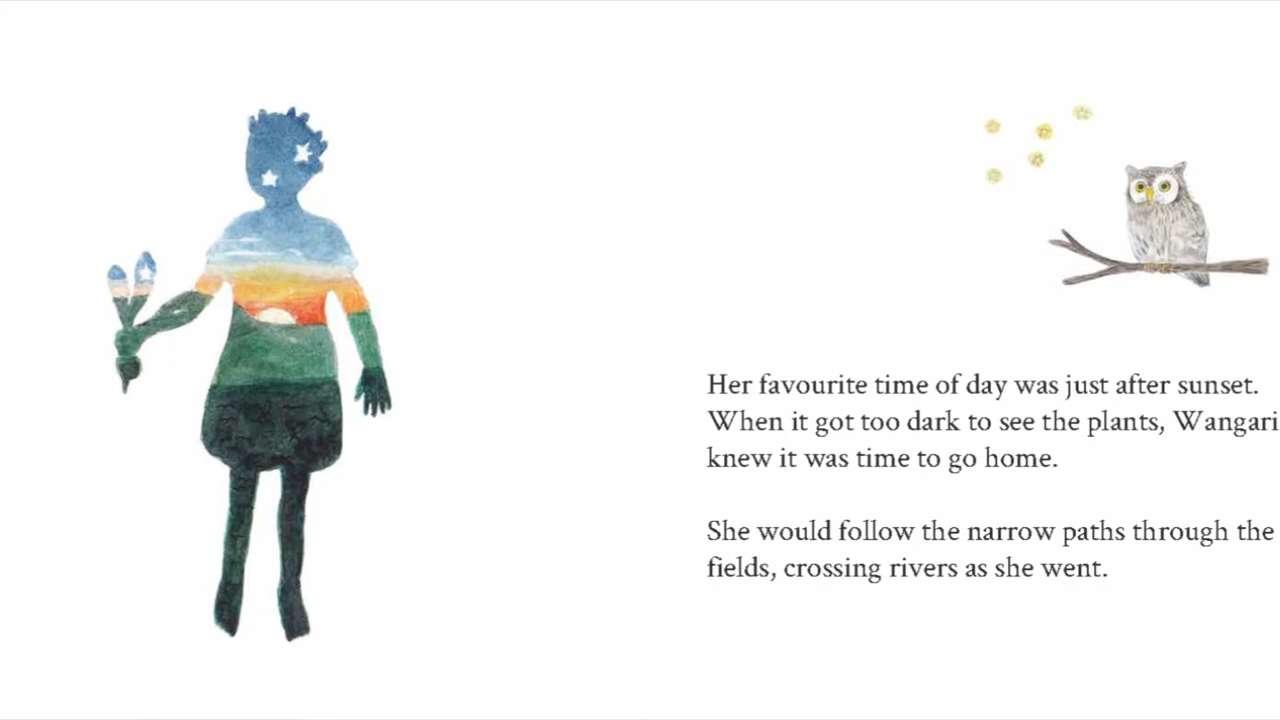 Her favourite time of day was just after sunset.
When it got too dark to see the plants, Wangari
knew it was time to go home.
She would follow the narrow paths through the
fields, crossing rivers as she went.